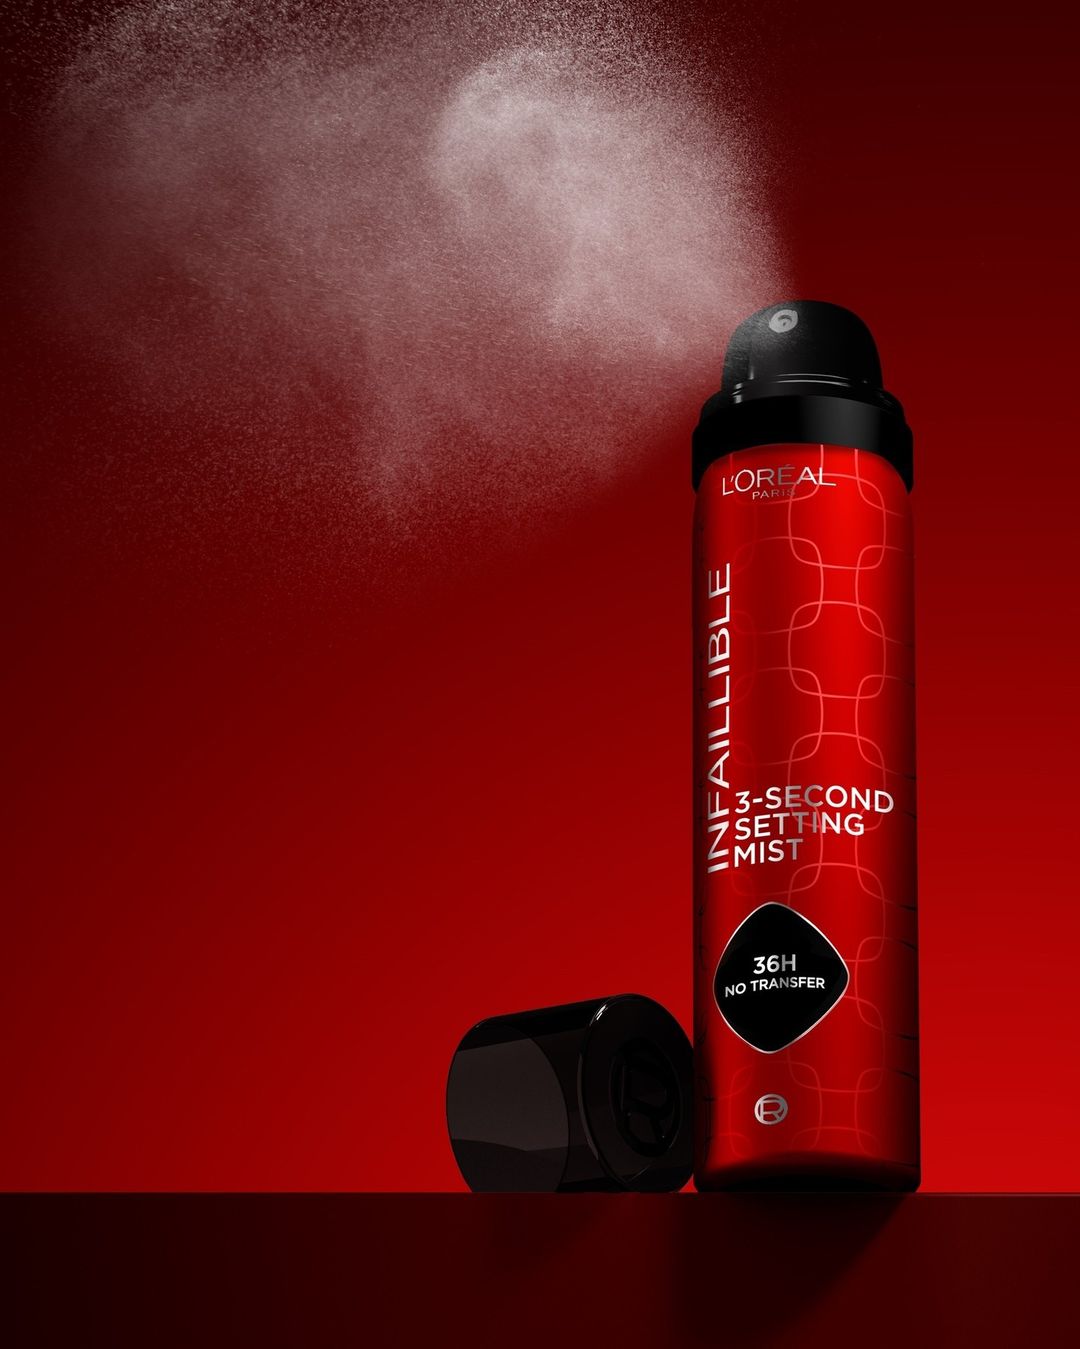 L'ORÉAL
PARIS
INFAILLIBLE
3-SECOND
SETTING
MIST
36H
NO TRANSFER